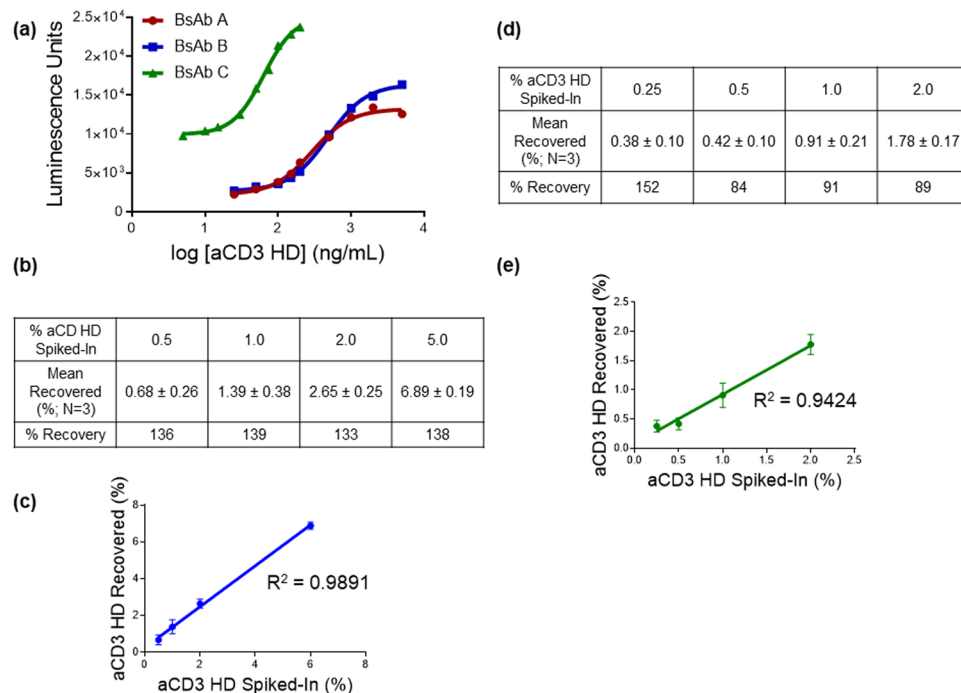 (a)
BsAb A
BsAb B
BsAb C
Luminescence Units
2.5×10⁴
2.0×10⁴
1.5×10⁴
1.0×10⁴
5.0×10³
0
0 1 2 3 4
log [aCD3 HD] (ng/mL)
(b)
% aCD HD Spiked-In 0.5 1.0 2.0 5.0
Mean Recovered (%; N=3) 0.68 ± 0.26 1.39 ± 0.38 2.65 ± 0.25 6.89 ± 0.19
% Recovery 136 139 133 138
(c)
aCD3 HD Recovered (%)
8
6
4
2
0
R² = 0.9891
0 2 4 6 8
aCD3 HD Spiked-In (%)
(d)
% aCD3 HD Spiked-In 0.25 0.5 1.0 2.0
Mean Recovered (%; N=3) 0.38 ± 0.10 0.42 ± 0.10 0.91 ± 0.21 1.78 ± 0.17
% Recovery 152 84 91 89
(e)
aCD3 HD Recovered (%)
2.5
2.0
1.5
1.0
0.5
0.0
R² = 0.9424
0.0 0.5 1.0 1.5 2.0 2.5
aCD3 HD Spiked-In (%)